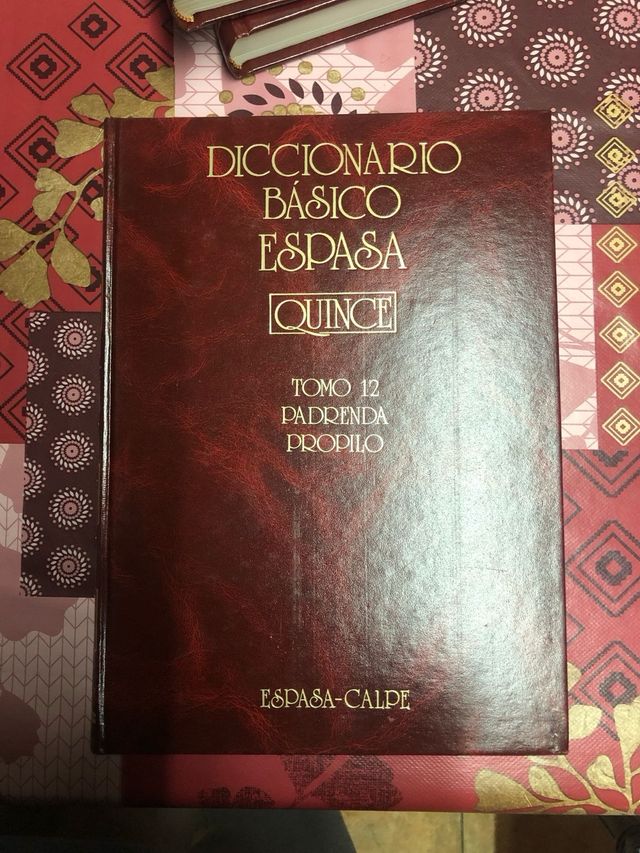 DICCIONARIO
BÁSICO
ESPASA
QUINCE
TOMO 12
PADRENDA
PROPILO
ESPASA-CALPE